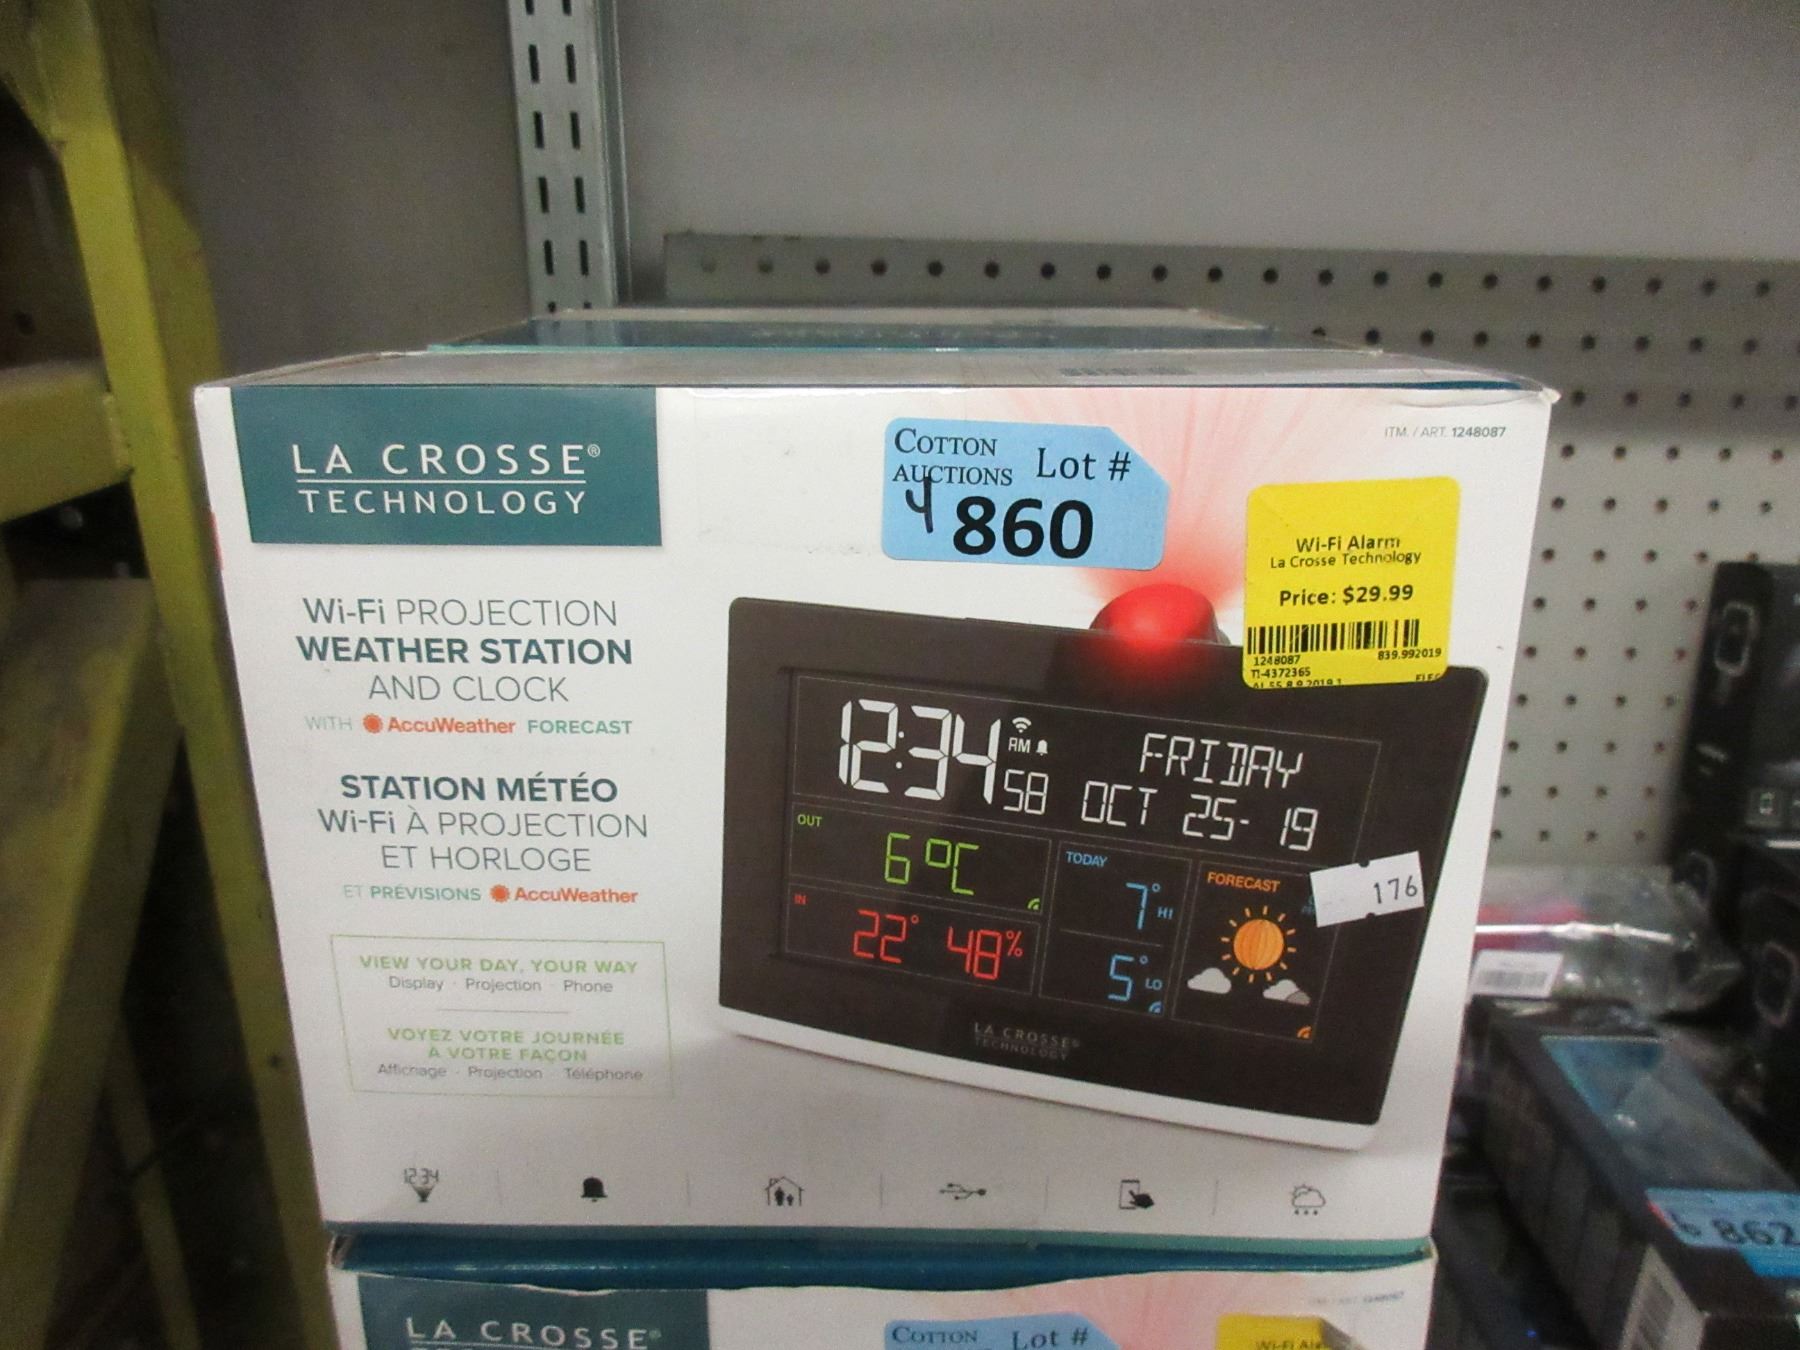 LA CROSSE®
TECHNOLOGY
Wi-Fi PROJECTION
WEATHER STATION
AND CLOCK
WITH AccuWeather FORECAST
STATION MÉTÉO
Wi-Fi À PROJECTION
ET HORLOGE
ET PRÉVISIONS AccuWeather
VIEW YOUR DAY, YOUR WAY
Display · Projection · Phone
VOYEZ VOTRE JOURNÉE
À VOTRE FAÇON
Affichage · Projection · Téléphone
COTTON
AUCTIONS Lot #
4 860
ITM. / ART. 1248087
Wi-Fi Alarm
La Crosse Technology
Price: $29.99
1248087 839.992019
TI-4372365
12:34 AM 58
FRIDAY
OCT 25- 19
OUT
6°C
IN
22° 48%
TODAY
7° HI
5° LO
FORECAST
176
LA CROSSE®
TECHNOLOGY
12:34
862
LA CROSSE®
COTTON Lot #